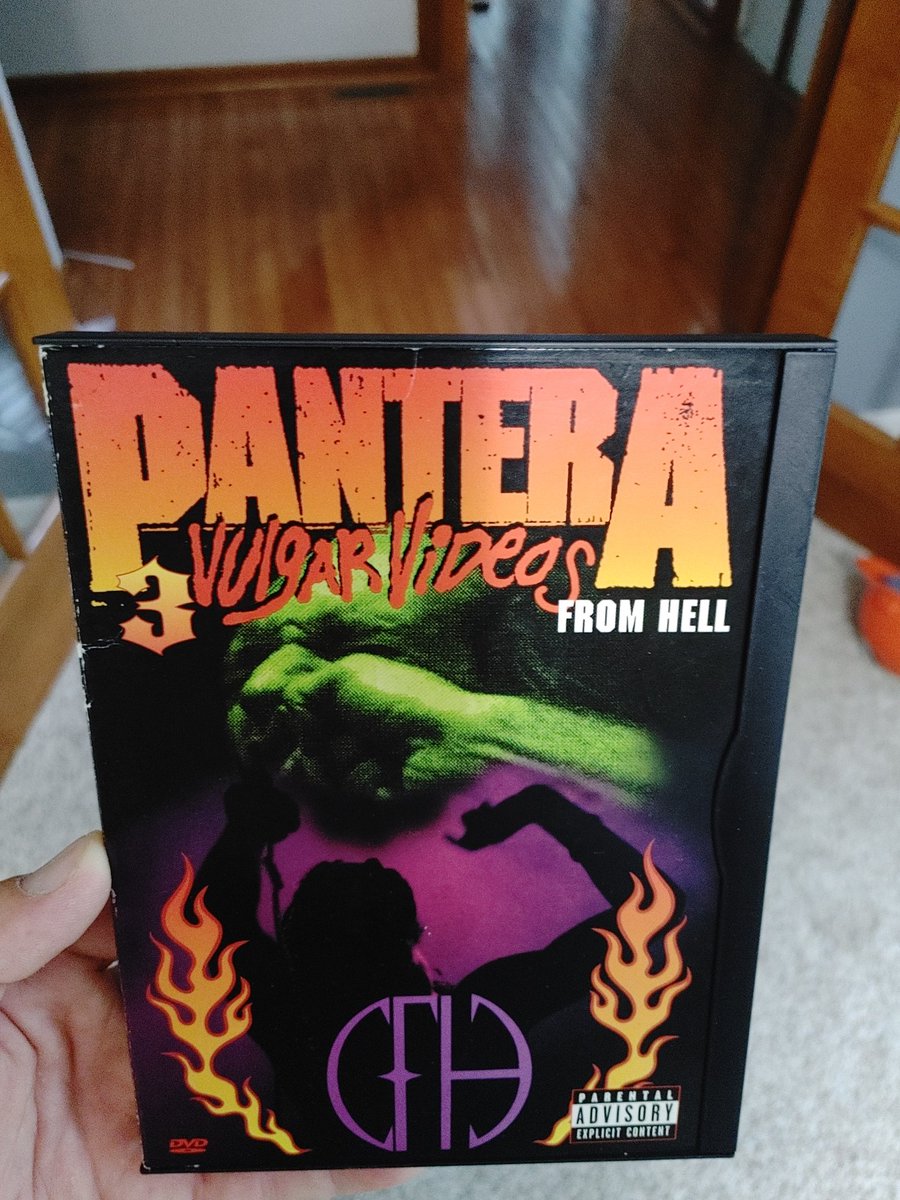 PANTERA
3 VULGAR VIDEOS
FROM HELL
CFH
DVD
PARENTAL
ADVISORY
EXPLICIT CONTENT